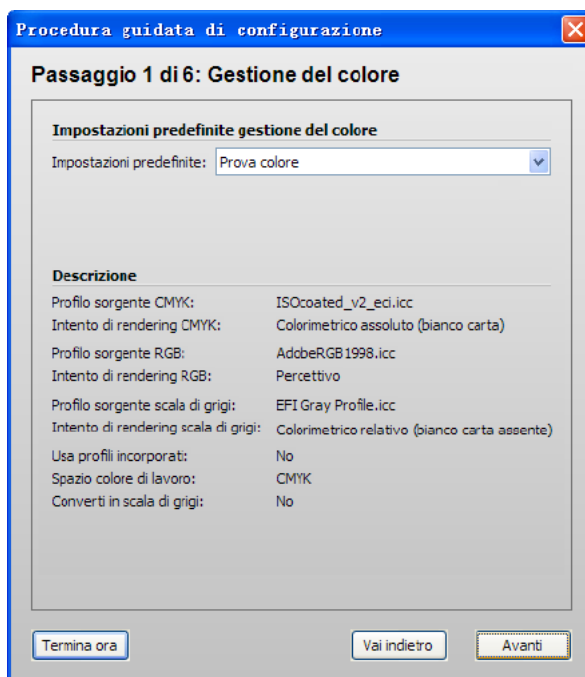 Procedura guidata di configurazione
Passaggio 1 di 6: Gestione del colore
Impostazioni predefinite gestione del colore
Impostazioni predefinite: Prova colore
Descrizione
Profilo sorgente CMYK: ISOcoated_v2_eci.icc
Intento di rendering CMYK: Colorimetrico assoluto (bianco carta)
Profilo sorgente RGB: AdobeRGB1998.icc
Intento di rendering RGB: Percettivo
Profilo sorgente scala di grigi: EFI Gray Profile.icc
Intento di rendering scala di grigi: Colorimetrico relativo (bianco carta assente)
Usa profili incorporati: No
Spazio colore di lavoro: CMYK
Converti in scala di grigi: No
Termina ora Vai indietro Avanti